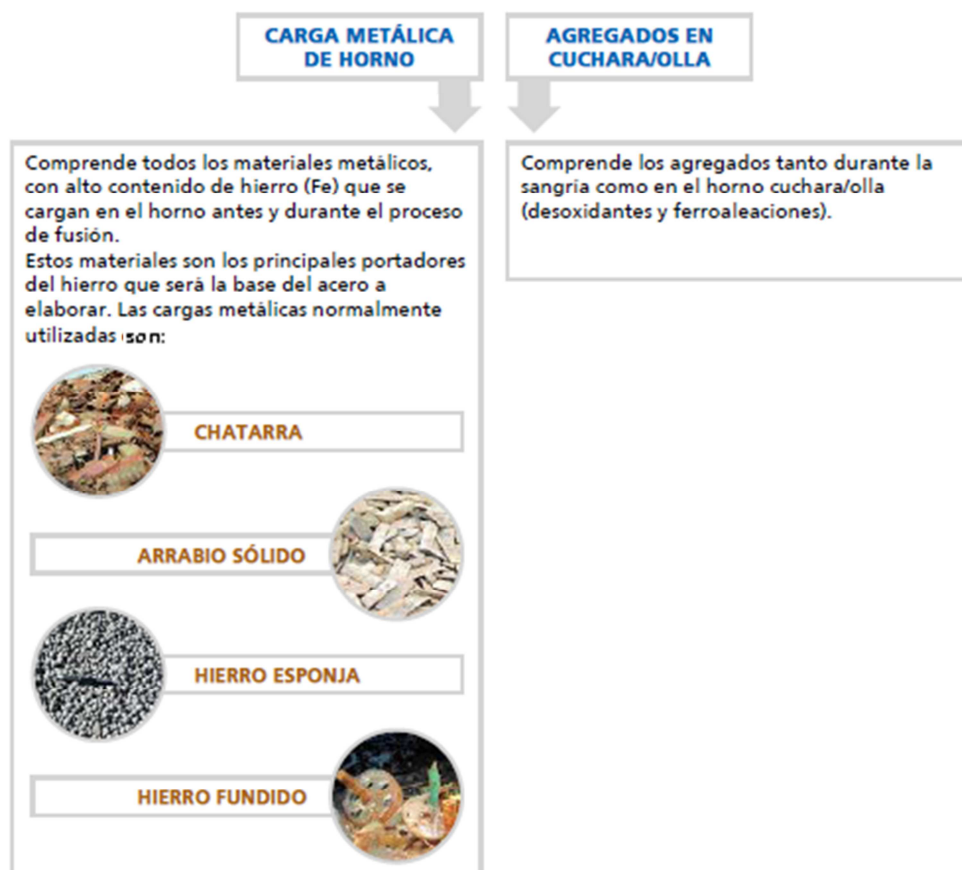 CARGA METÁLICA
DE HORNO
AGREGADOS EN
CUCHARA/OLLA
Comprende todos los materiales metálicos,
con alto contenido de hierro (Fe) que se
cargan en el horno antes y durante el proceso
de fusión.
Estos materiales son los principales portadores
del hierro que será la base del acero a
elaborar. Las cargas metálicas normalmente
utilizadas son:
CHATARRA
ARRABIO SÓLIDO
HIERRO ESPONJA
HIERRO FUNDIDO
Comprende los agregados tanto durante la
sangría como en el horno cuchara/olla
(desoxidantes y ferroaleaciones).